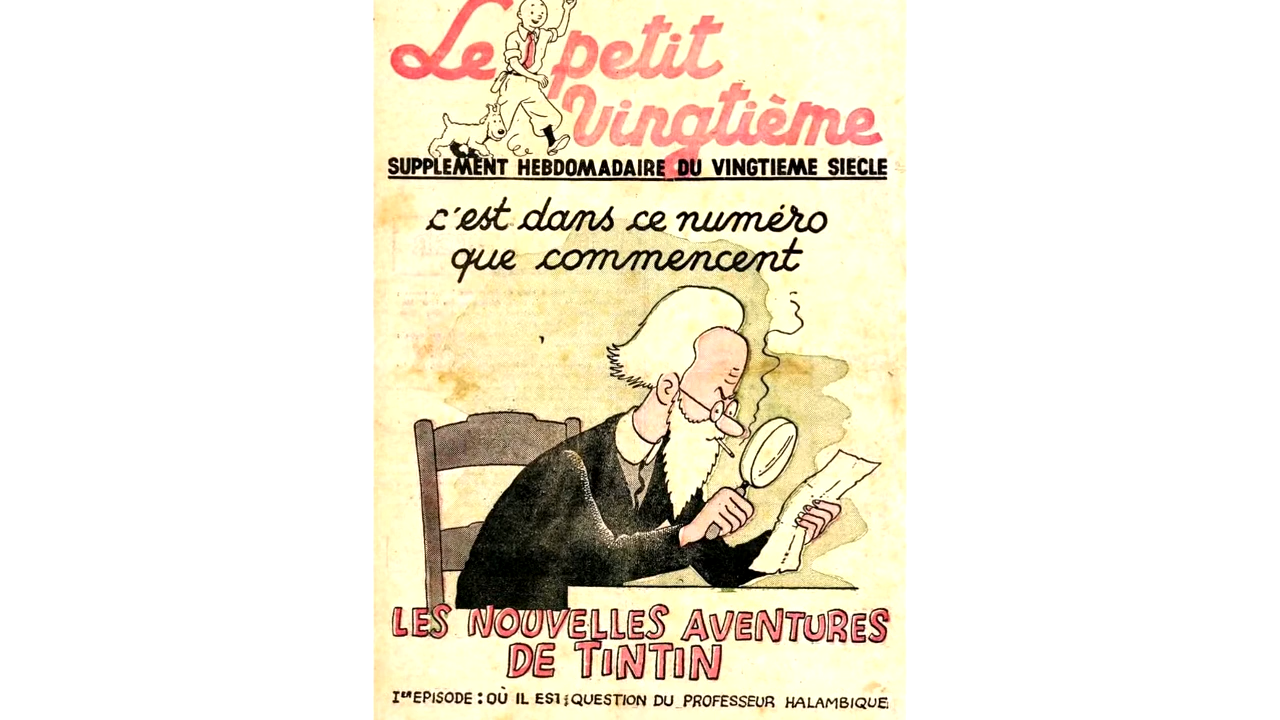 Le petit
Vingtième
SUPPLEMENT HEBDOMADAIRE DU VINGTIEME SIECLE
c'est dans ce numéro
que commencent
LES NOUVELLES AVENTURES
DE TINTIN
Iᵉʳ EPISODE : OÙ IL EST QUESTION DU PROFESSEUR HALAMBIQUE